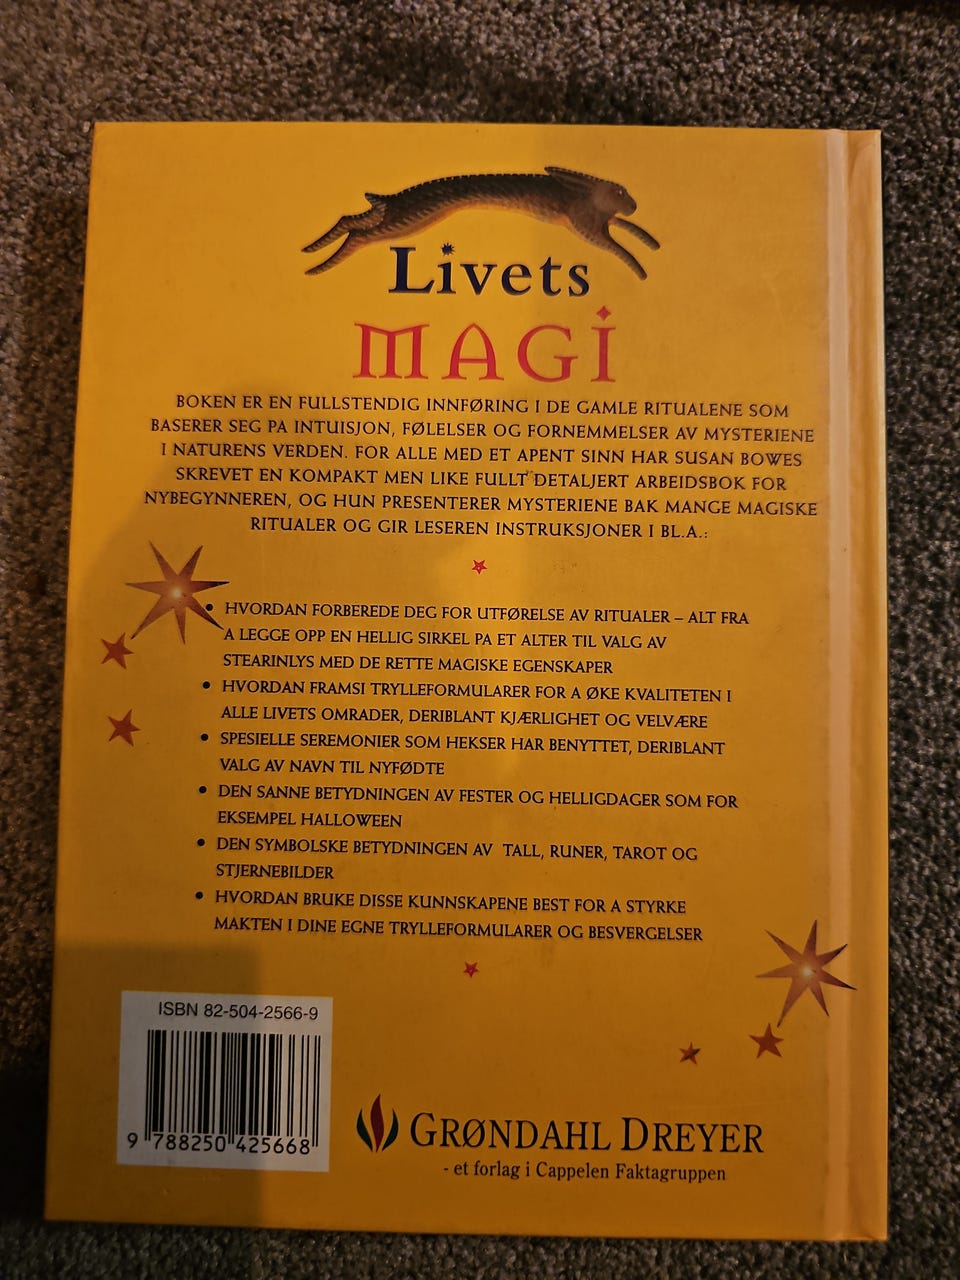 Livets
MAGI
BOKEN ER EN FULLSTENDIG INNFØRING I DE GAMLE RITUALENE SOM
BASERER SEG PA INTUISJON, FØLELSER OG FORNEMMELSER AV MYSTERIENE
I NATURENS VERDEN. FOR ALLE MED ET APENT SINN HAR SUSAN BOWES
SKREVET EN KOMPAKT MEN LIKE FULLT DETALJERT ARBEIDSBOK FOR
NYBEGYNNEREN, OG HUN PRESENTERER MYSTERIENE BAK MANGE MAGISKE
RITUALER OG GIR LESEREN INSTRUKSJONER I BL.A.:
• HVORDAN FORBEREDE DEG FOR UTFØRELSE AV RITUALER – ALT FRA
A LEGGE OPP EN HELLIG SIRKEL PA ET ALTER TIL VALG AV
STEARINLYS MED DE RETTE MAGISKE EGENSKAPER
• HVORDAN FRAMSI TRYLLEFORMULARER FOR A ØKE KVALITETEN I
ALLE LIVETS OMRADER, DERIBLANT KJÆRLIGHET OG VELVÆRE
• SPESIELLE SEREMONIER SOM HEKSER HAR BENYTTET, DERIBLANT
VALG AV NAVN TIL NYFØDTE
• DEN SANNE BETYDNINGEN AV FESTER OG HELLIGDAGER SOM FOR
EKSEMPEL HALLOWEEN
• DEN SYMBOLSKE BETYDNINGEN AV TALL, RUNER, TAROT OG
STJERNEBILDER
• HVORDAN BRUKE DISSE KUNNSKAPENE BEST FOR A STYRKE
MAKTEN I DINE EGNE TRYLLEFORMULARER OG BESVERGELSER
ISBN 82-504-2566-9
9 788250 425668
GRØNDAHL DREYER
- et forlag i Cappelen Faktagruppen